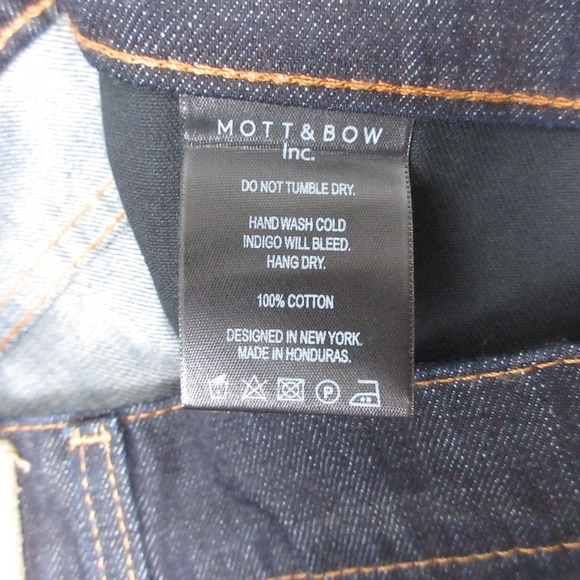 MOTT & BOW
Inc.
DO NOT TUMBLE DRY.
HAND WASH COLD
INDIGO WILL BLEED.
HANG DRY.
100% COTTON
DESIGNED IN NEW YORK.
MADE IN HONDURAS.
P